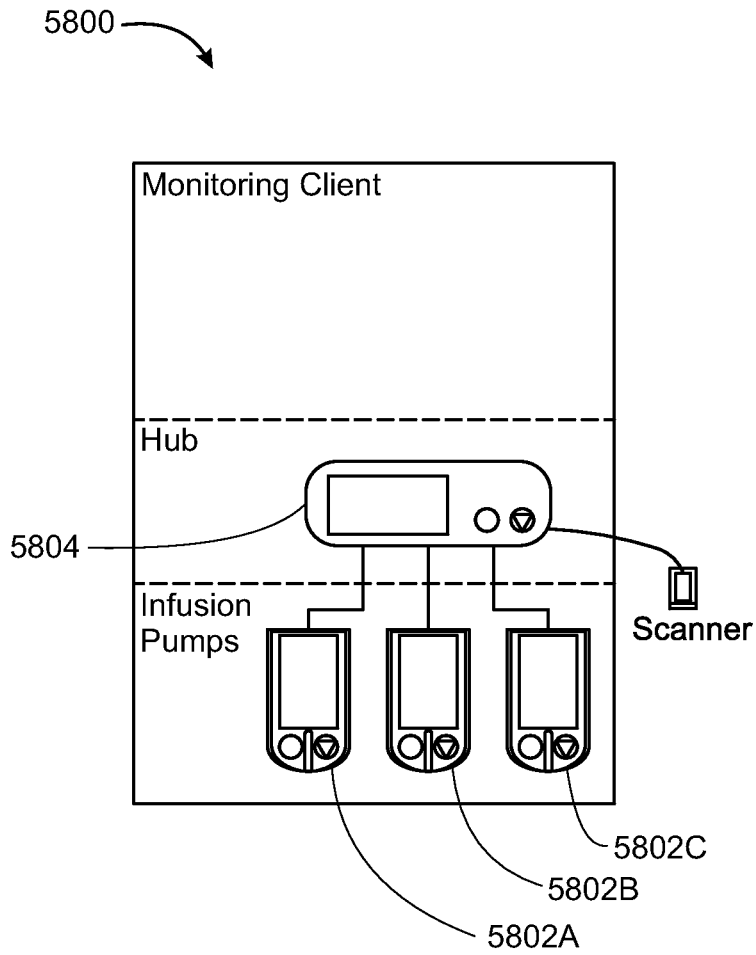 5800
Monitoring Client
Hub
5804
Infusion
Pumps
Scanner
5802C
5802B
5802A